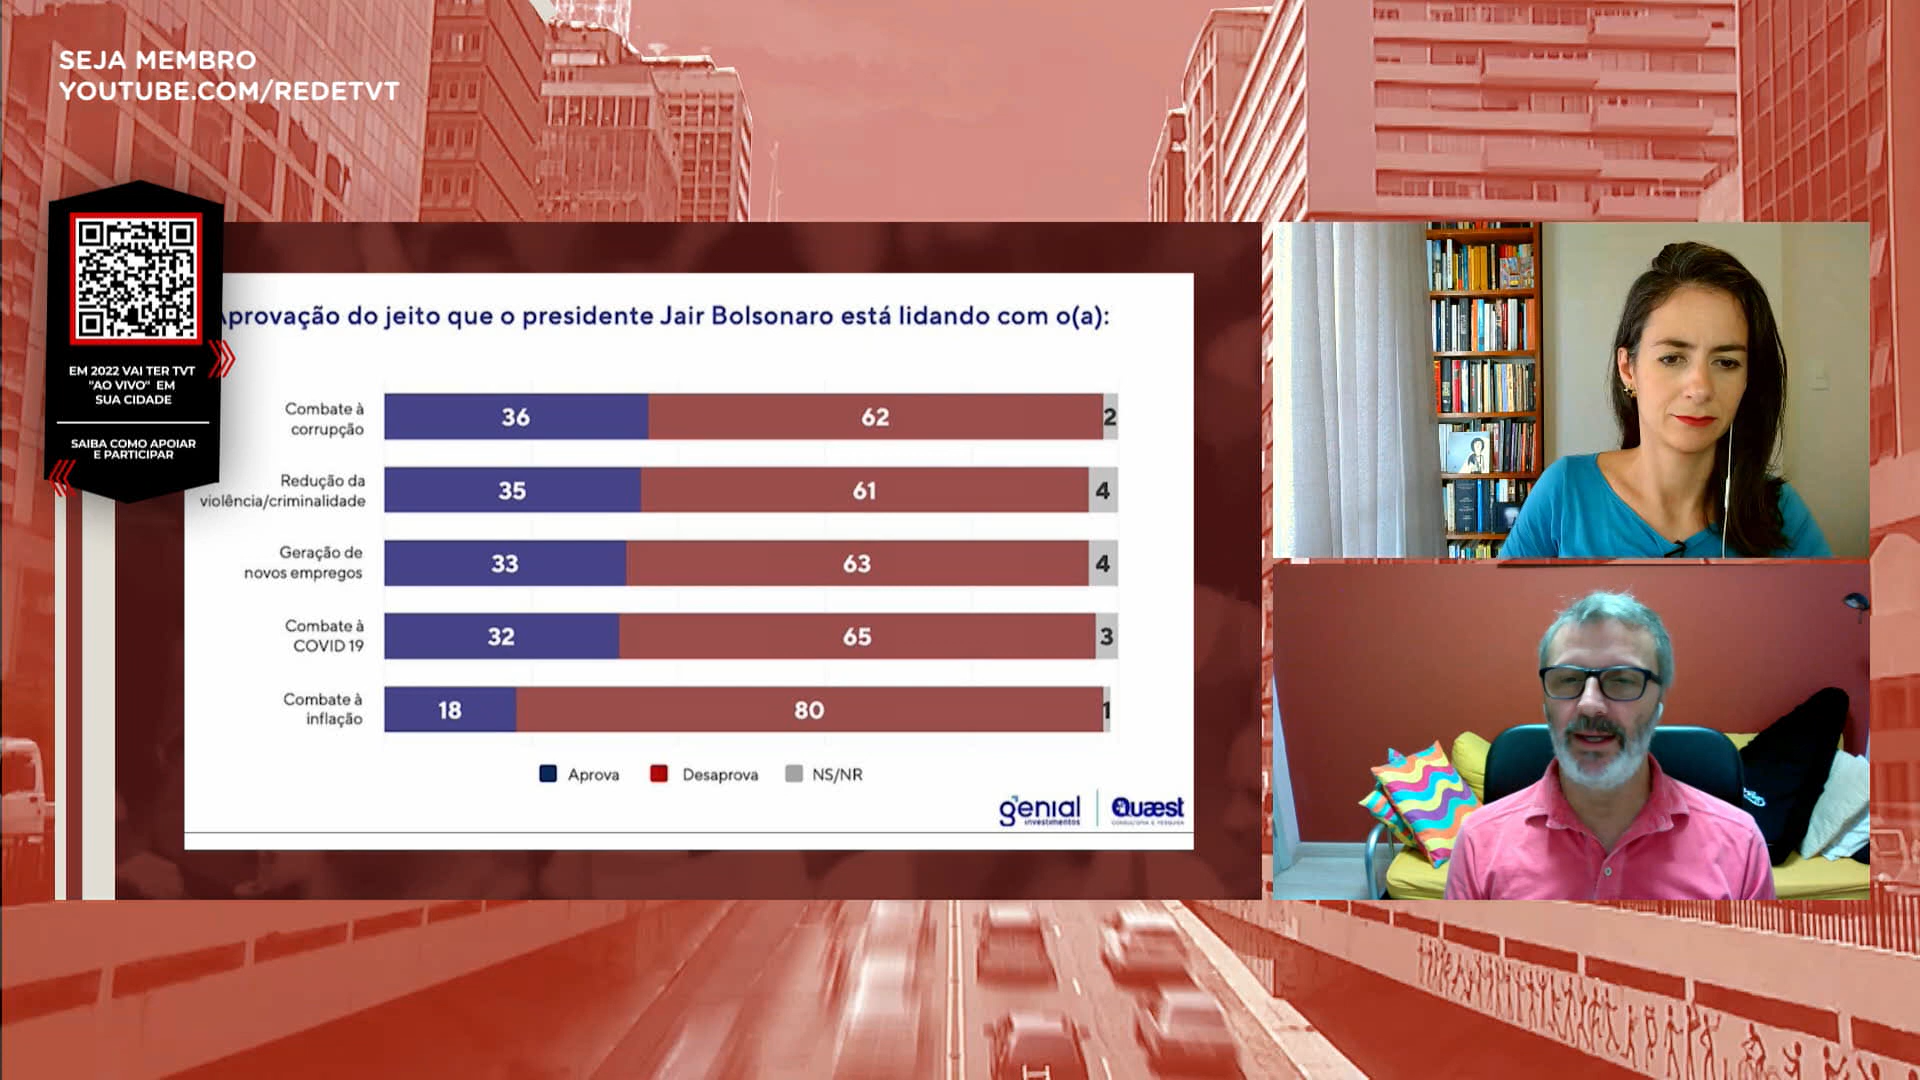 SEJA MEMBRO
YOUTUBE.COM/REDETVT
EM 2022 VAI TER TVT
"AO VIVO" EM
SUA CIDADE
SAIBA COMO APOIAR
E PARTICIPAR
Aprovação do jeito que o presidente Jair Bolsonaro está lidando com o(a):
Combate à
corrupção
36 62 2
Redução da
violência/criminalidade
35 61 4
Geração de
novos empregos
33 63 4
Combate à
COVID 19
32 65 3
Combate à
inflação
18 80 1
Aprova Desaprova NS/NR
genial
investimentos
Quæst
CONSULTORIA E PESQUISA